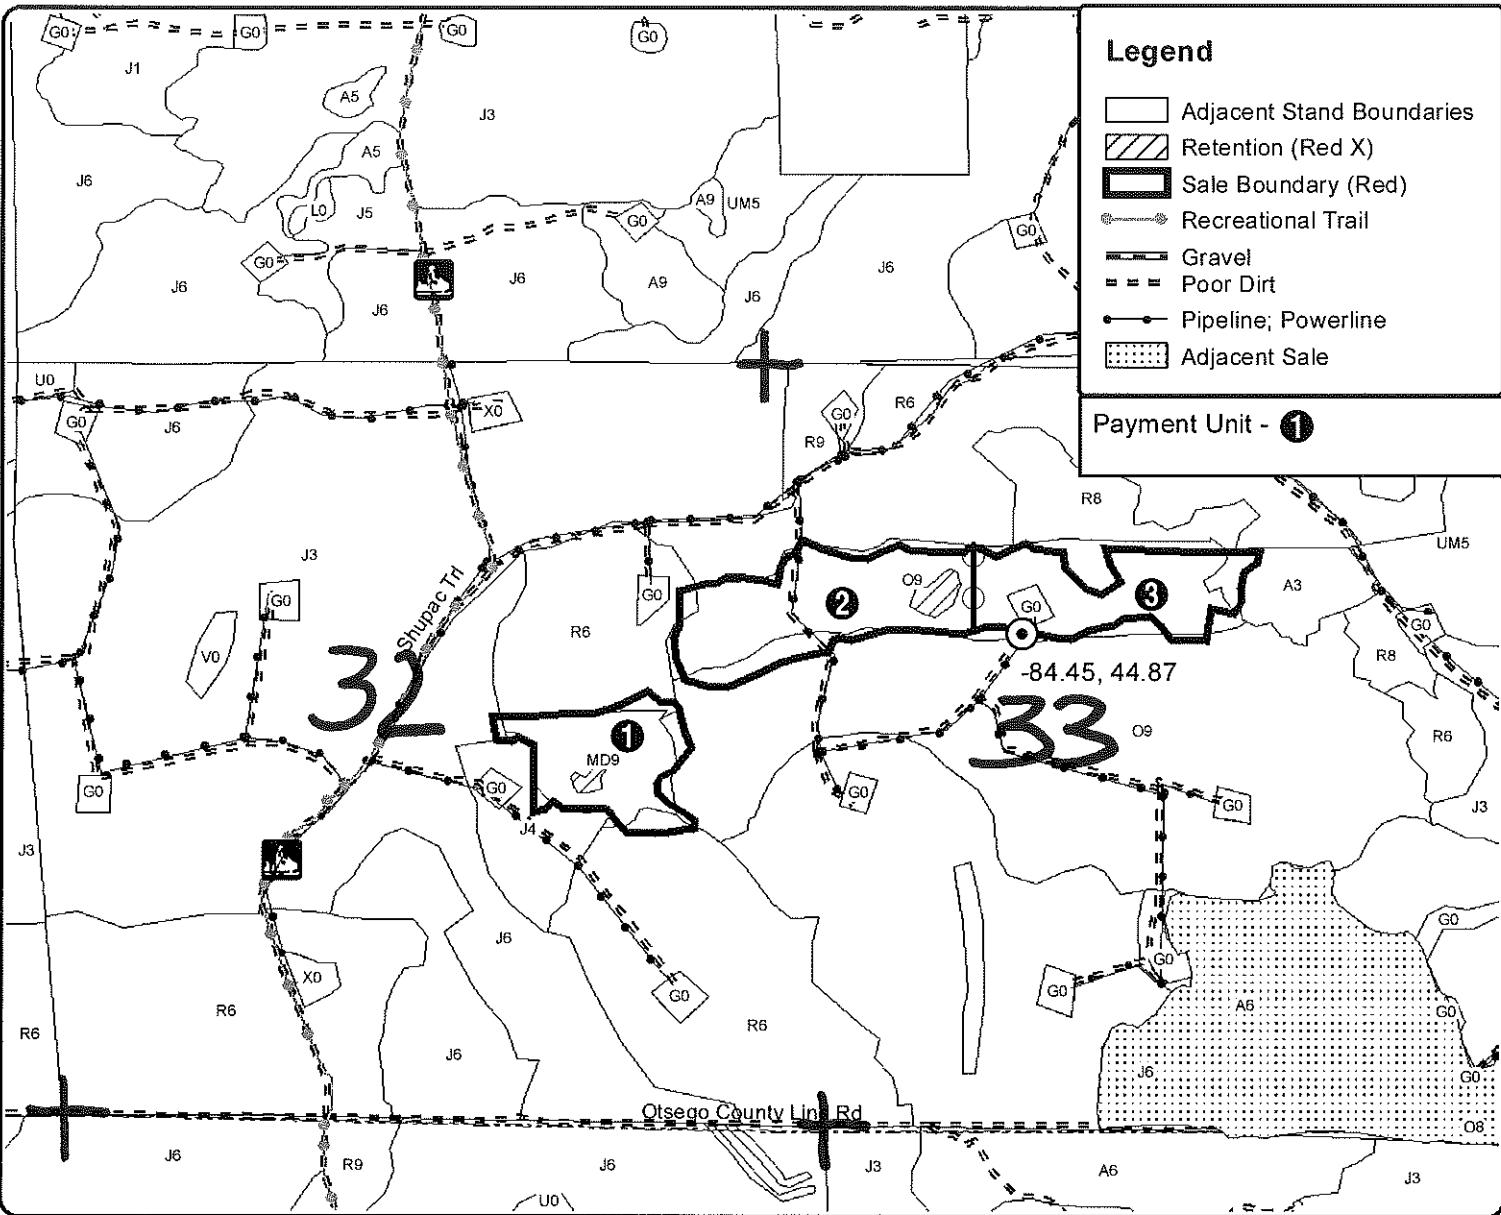 Legend
Adjacent Stand Boundaries
Retention (Red X)
Sale Boundary (Red)
Recreational Trail
Gravel
Poor Dirt
Pipeline; Powerline
Adjacent Sale
Payment Unit - 1
G0
G0
G0
G0
J1
A5
J3
A5
J6
L0
J5
G0
A9
UM5
G0
G0
J6
J6
J6
A9
J6
J6
U0
G0
J6
X0
G0
R6
R9
R8
UM5
J3
Shupac Trl
G0
G0
V0
R6
O9
2
G0
3
A3
G0
R8
-84.45, 44.87
32
33
O9
R6
1
MD9
G0
G0
G0
G0
J3
J4
J3
J6
G0
X0
G0
G0
G0
R6
R6
R6
A6
G0
J6
J6
G0
Otsego County Line Rd
O8
J6
R9
J6
J3
A6
J3
U0